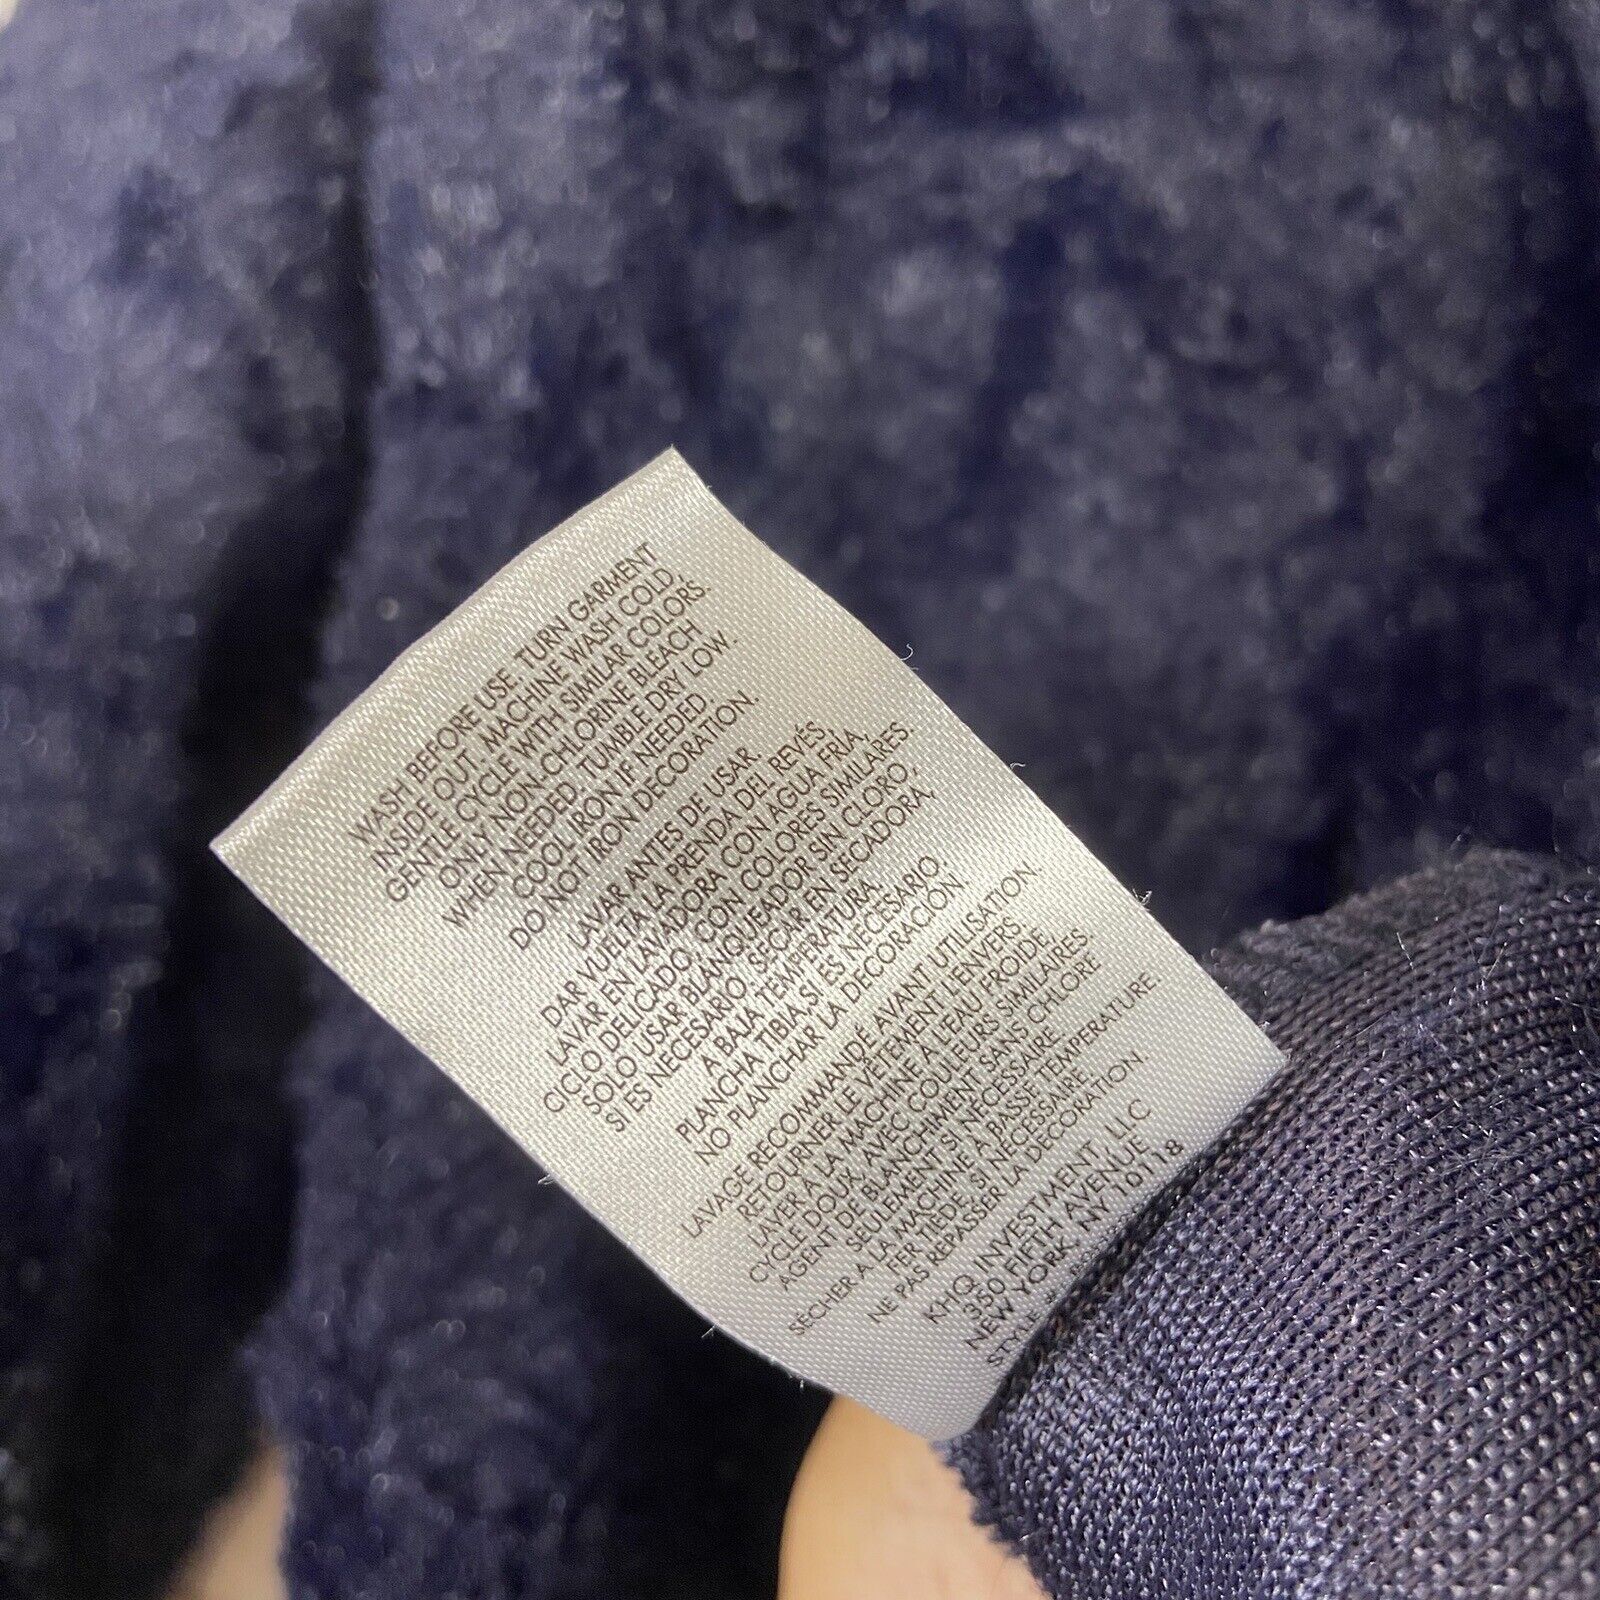 WASH BEFORE USE. TURN GARMENT
INSIDE OUT. MACHINE WASH COLD,
GENTLE CYCLE WITH SIMILAR COLORS.
ONLY NON-CHLORINE BLEACH
WHEN NEEDED. TUMBLE DRY LOW.
COOL IRON IF NEEDED.
DO NOT IRON DECORATION.
LAVAR ANTES DE USAR.
DAR VUELTA LA PRENDA DEL REVÉS.
LAVAR EN LAVADORA CON AGUA FRÍA,
CICLO DELICADO, CON COLORES SIMILARES.
SOLO USAR BLANQUEADOR SIN CLORO,
SI ES NECESARIO. SECAR EN SECADORA,
A BAJA TEMPERATURA.
PLANCHA TIBIA, SI ES NECESARIO.
NO PLANCHAR LA DECORACIÓN.
LAVAGE RECOMMANDÉ AVANT UTILISATION.
RETOURNER LE VÊTEMENT L'ENVERS
LAVER À LA MACHINE À L'EAU FROIDE,
CYCLE DOUX, AVEC COULEURS SIMILAIRES.
AGENT DE BLANCHIMENT SANS CHLORE
SEULEMENT SI NÉCESSAIRE
SECHER A LA MACHINE À BASSE TEMPERATURE.
FER TIEDE, SI NÉCESSAIRE
NE PAS REPASSER LA DECORATION.
KHQ INVESTMENT, LLC
350 FIFTH AVENUE
NEW YORK, NY 10118
STYLE